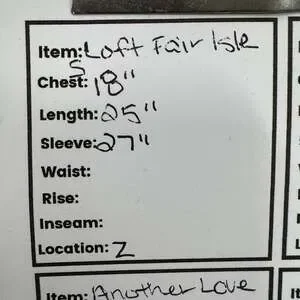 Item: Loft Fair Isle
S
Chest: 18"
Length: 25"
Sleeve: 27"
Waist:
Rise:
Inseam:
Location: Z
Item: Another Love